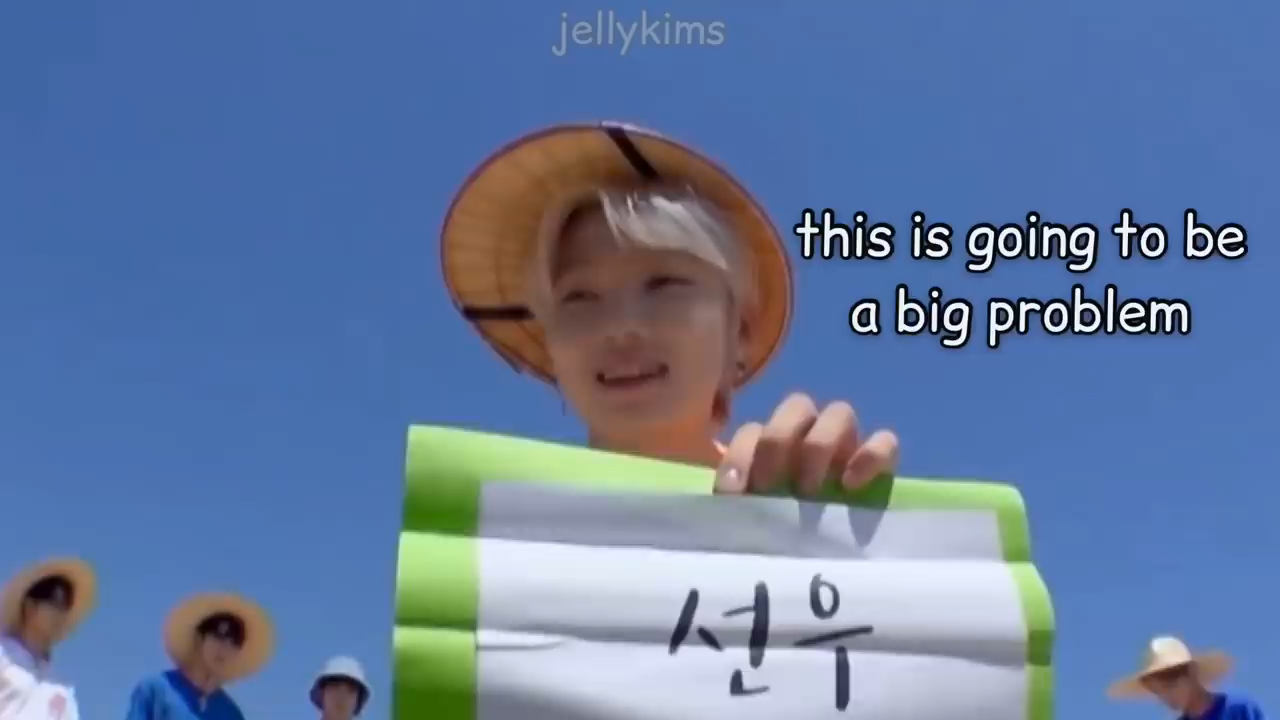 jellykims
this is going to be
a big problem
선우